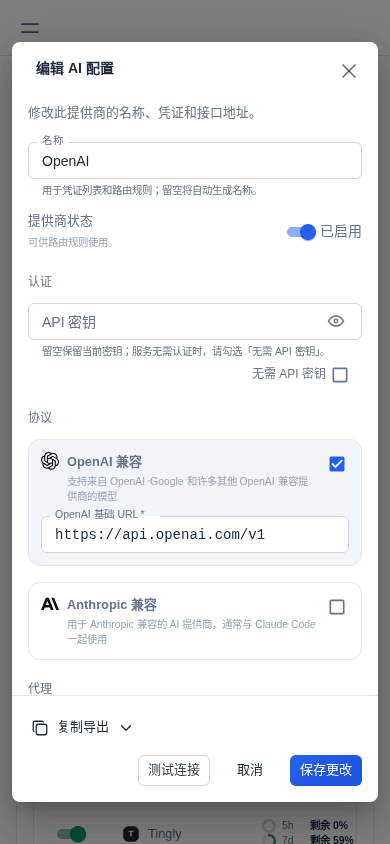 编辑 AI 配置
修改此提供商的名称、凭证和接口地址。
名称
OpenAI
用于凭证列表和路由规则；留空将自动生成名称。
提供商状态
已启用
可供路由规则使用。
认证
API 密钥
留空保留当前密钥；服务无需认证时，请勾选「无需 API 密钥」。
无需 API 密钥
协议
OpenAI 兼容
支持来自 OpenAI、Google 和许多其他 OpenAI 兼容提
供商的模型
OpenAI 基础 URL *
https://api.openai.com/v1
Anthropic 兼容
用于 Anthropic 兼容的 AI 提供商，通常与 Claude Code
一起使用
代理
复制导出
测试连接
取消
保存更改
5h 剩余 0%
T Tingly
7d 剩余 59%